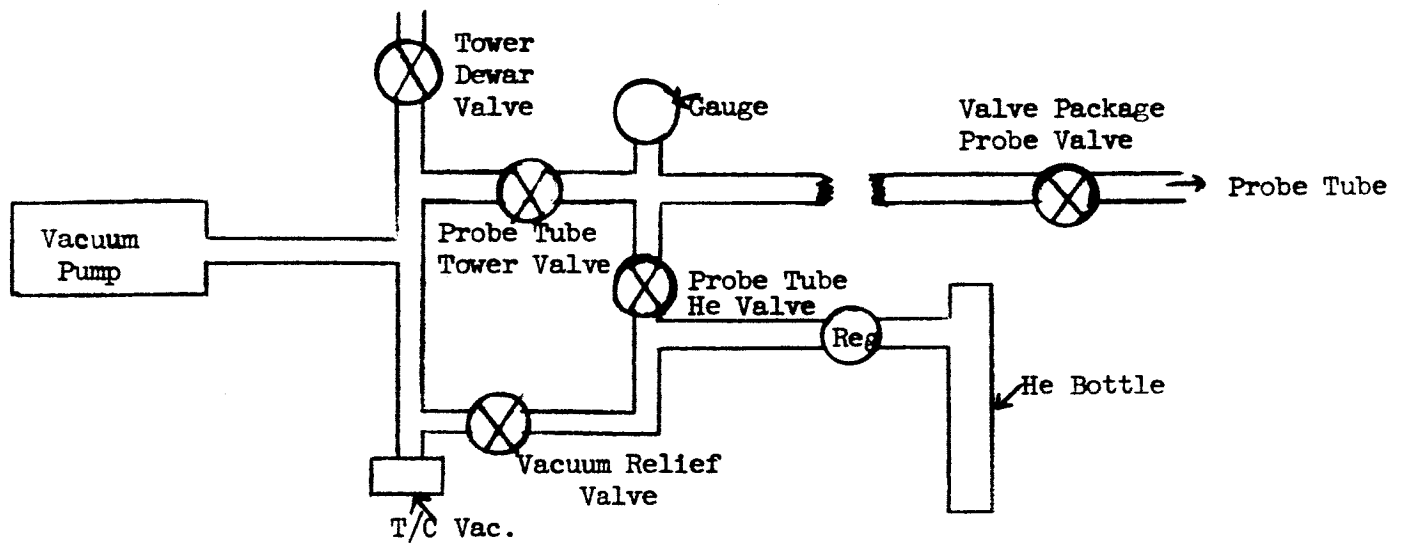 Tower
Dewar
Valve
Gauge
Valve Package
Probe Valve
Probe Tube
Vacuum
Pump
Probe Tube
Tower Valve
Probe Tube
He Valve
Reg
He Bottle
Vacuum Relief
Valve
T/C Vac.